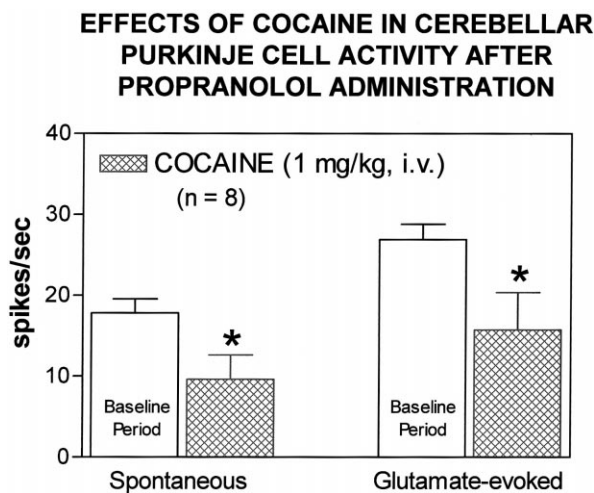 EFFECTS OF COCAINE IN CEREBELLAR
PURKINJE CELL ACTIVITY AFTER
PROPRANOLOL ADMINISTRATION
40
COCAINE (1 mg/kg, i.v.)
(n = 8)
30
spikes/sec
20
*
*
10
Baseline
Period
Baseline
Period
0
Spontaneous
Glutamate-evoked